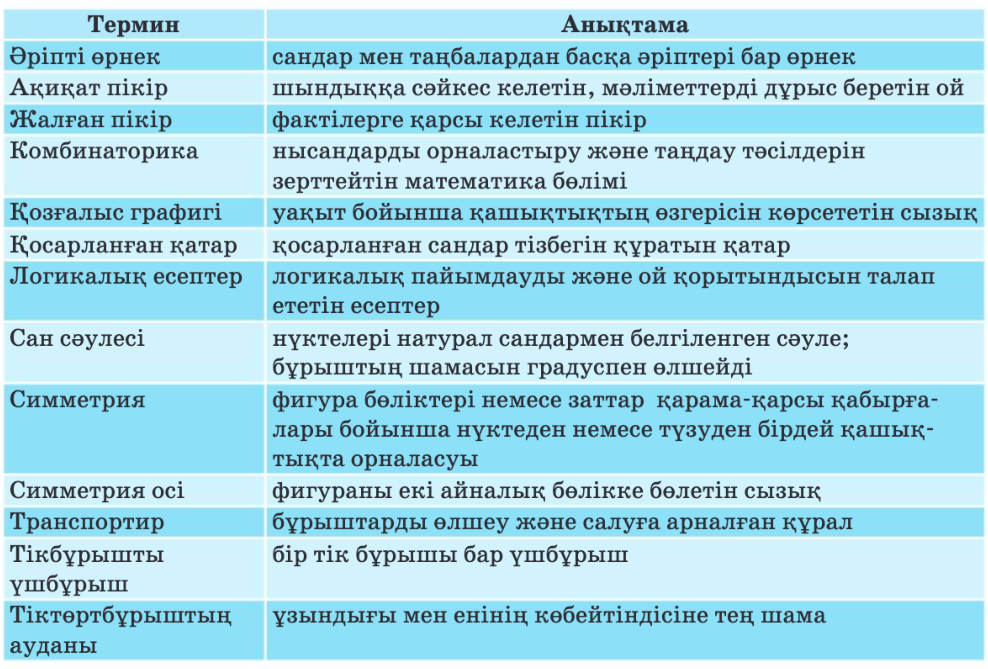 Термин Анықтама
Әріпті өрнек сандар мен таңбалардан басқа әріптері бар өрнек
Ақиқат пікір шындыққа сәйкес келетін, мәліметтерді дұрыс беретін ой
Жалған пікір фактілерге қарсы келетін пікір
Комбинаторика нысандарды орналастыру және таңдау тәсілдерін
зерттейтін математика бөлімі
Қозғалыс графигі уақыт бойынша қашықтықтың өзгерісін көрсететін сызық
Қосарланған қатар қосарланған сандар тізбегін құратын қатар
Логикалық есептер логикалық пайымдауды және ой қорытындысын талап
ететін есептер
Сан сәулесі нүктелері натурал сандармен белгіленген сәуле;
бұрыштың шамасын градуспен өлшейді
Симметрия фигура бөліктері немесе заттар қарама-қарсы қабырға-
лары бойынша нүктеден немесе түзуден бірдей қашық-
тықта орналасуы
Симметрия осі фигураны екі айналық бөлікке бөлетін сызық
Транспортир бұрыштарды өлшеу және салуға арналған құрал
Тікбұрышты бір тік бұрышы бар үшбұрыш
үшбұрыш
Тіктөртбұрыштың ұзындығы мен енінің көбейтіндісіне тең шама
ауданы